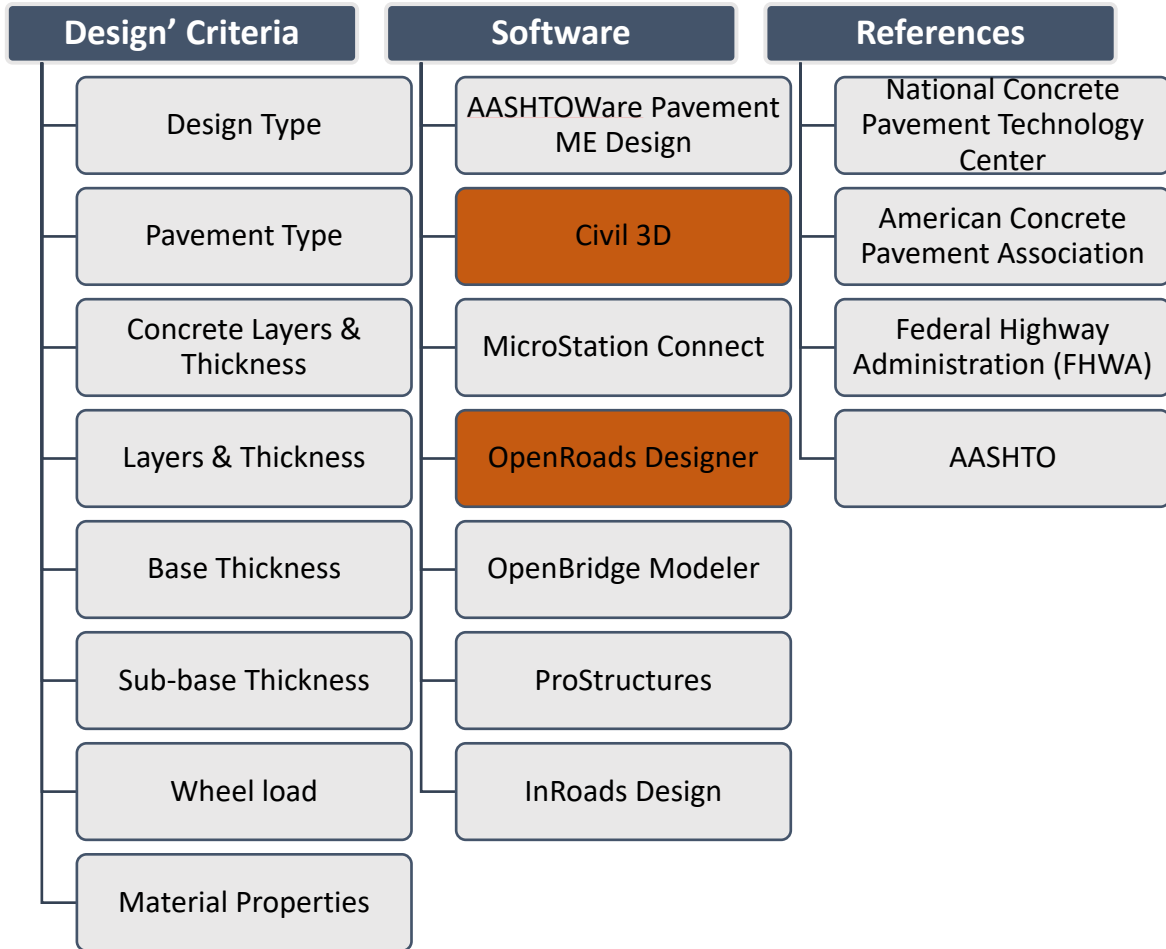 Design’ Criteria
Design Type
Pavement Type
Concrete Layers &
Thickness
Layers & Thickness
Base Thickness
Sub-base Thickness
Wheel load
Material Properties
Software
AASHTOWare Pavement
ME Design
Civil 3D
MicroStation Connect
OpenRoads Designer
OpenBridge Modeler
ProStructures
InRoads Design
References
National Concrete
Pavement Technology
Center
American Concrete
Pavement Association
Federal Highway
Administration (FHWA)
AASHTO